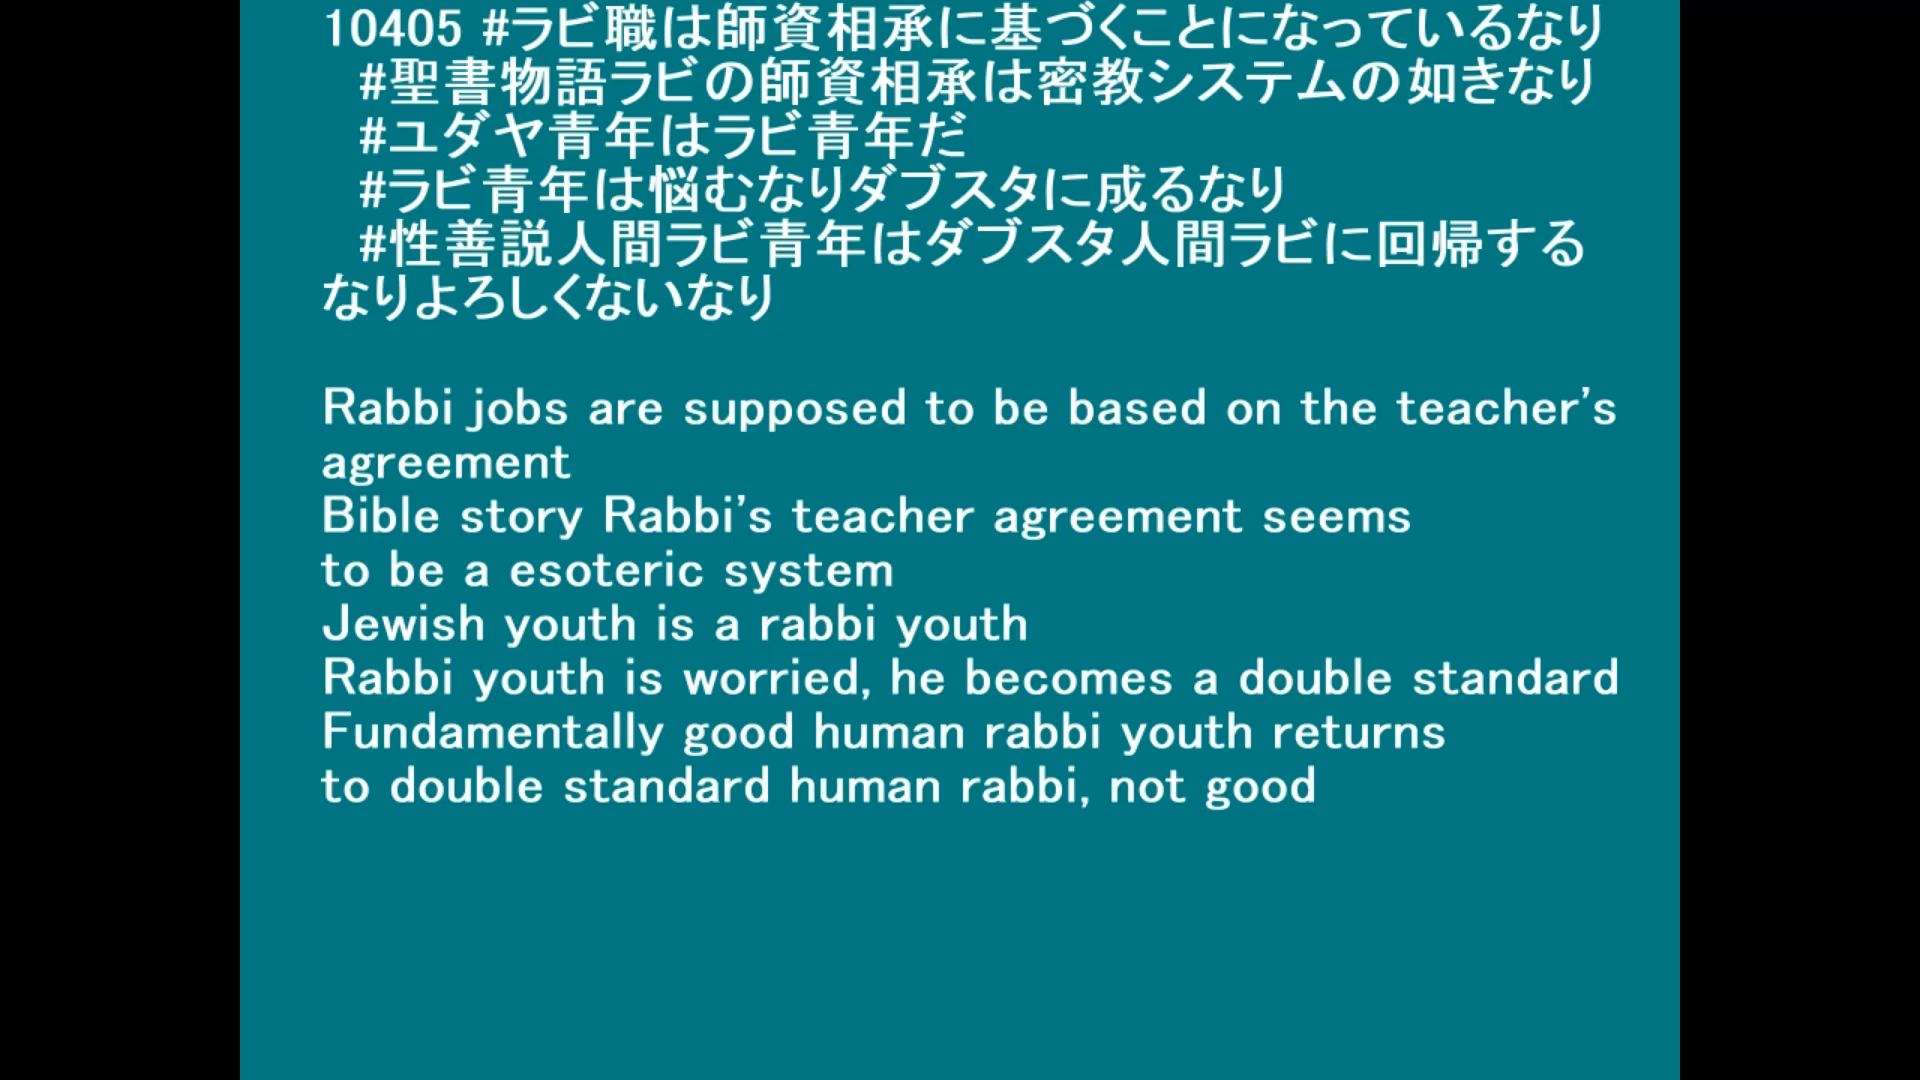 10405 #ラビ職は師資相承に基づくことになっているなり
#聖書物語ラビの師資相承は密教システムの如きなり
#ユダヤ青年はラビ青年だ
#ラビ青年は悩むなりダブスタに成るなり
#性善説人間ラビ青年はダブスタ人間ラビに回帰する
なりよろしくないなり
Rabbi jobs are supposed to be based on the teacher's
agreement
Bible story Rabbi's teacher agreement seems
to be a esoteric system
Jewish youth is a rabbi youth
Rabbi youth is worried, he becomes a double standard
Fundamentally good human rabbi youth returns
to double standard human rabbi, not good